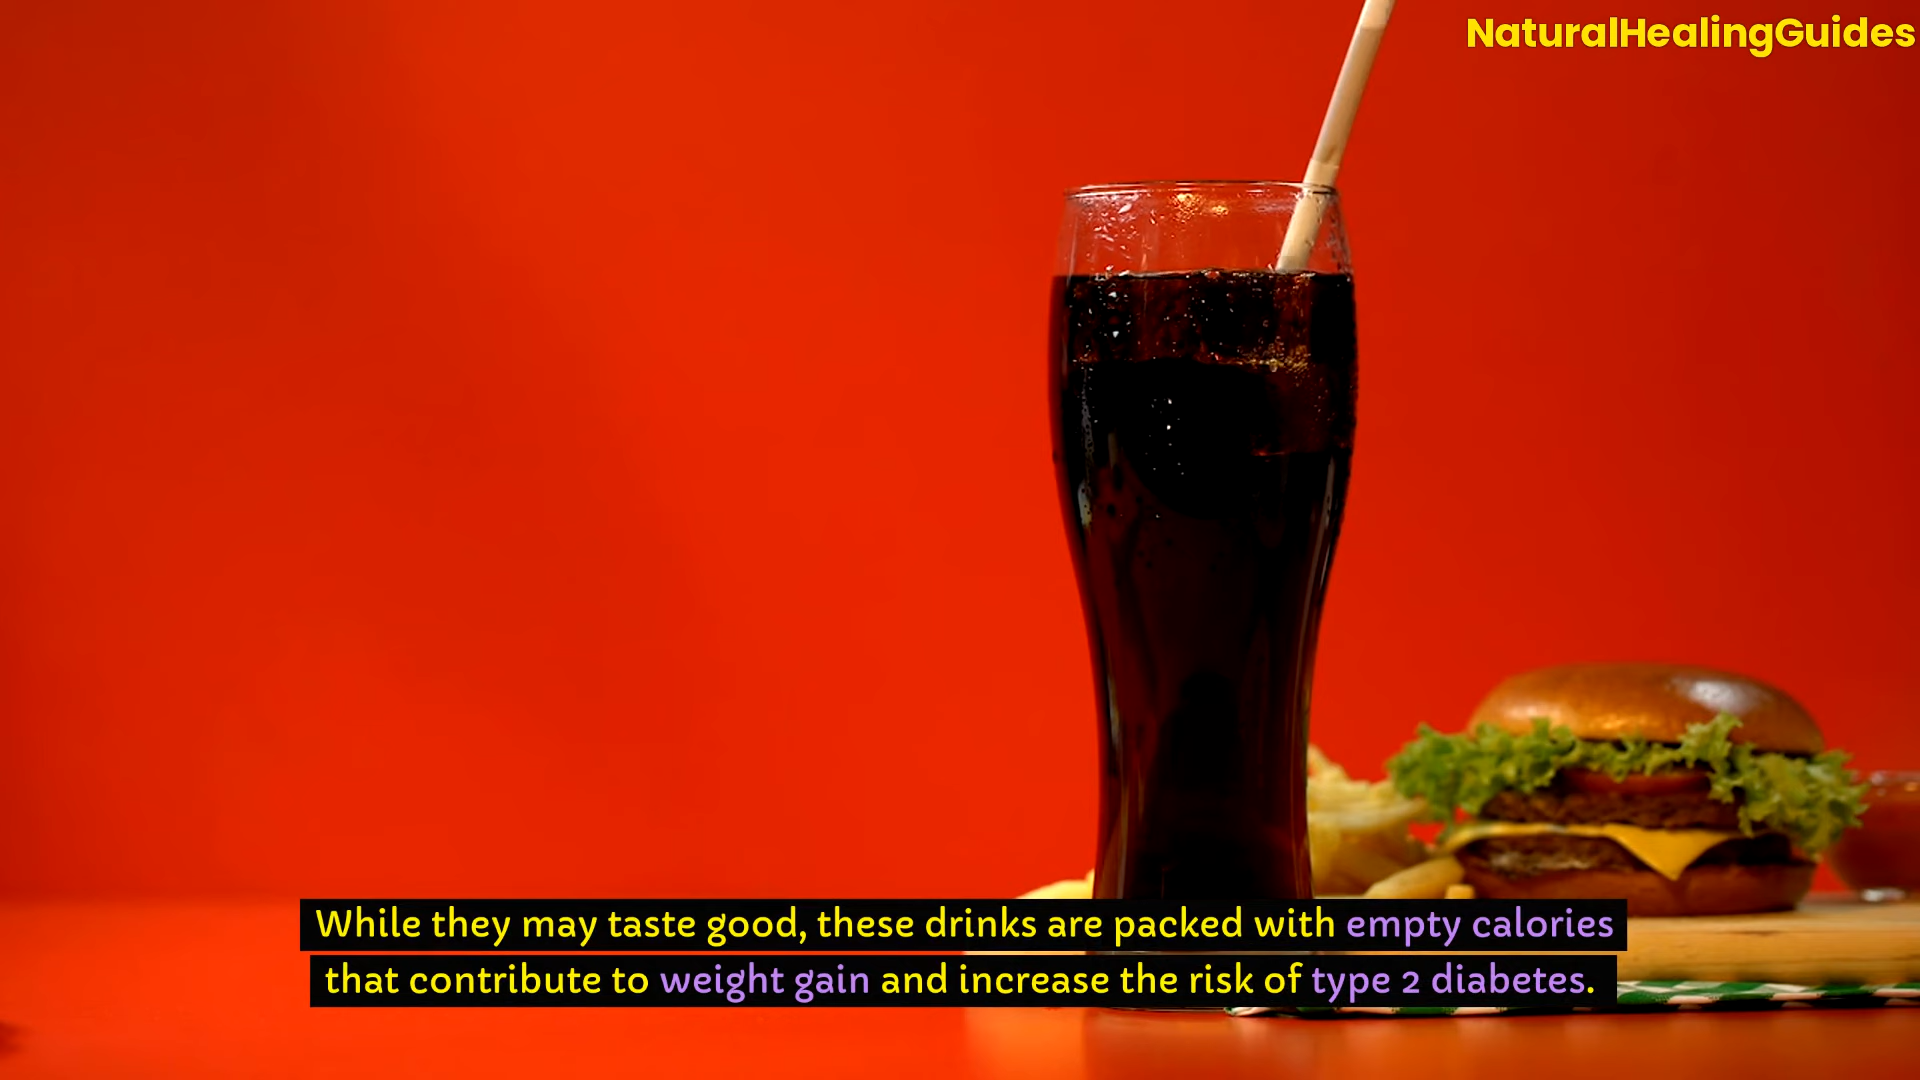 NaturalHealingGuides
While they may taste good, these drinks are packed with empty calories
that contribute to weight gain and increase the risk of type 2 diabetes.